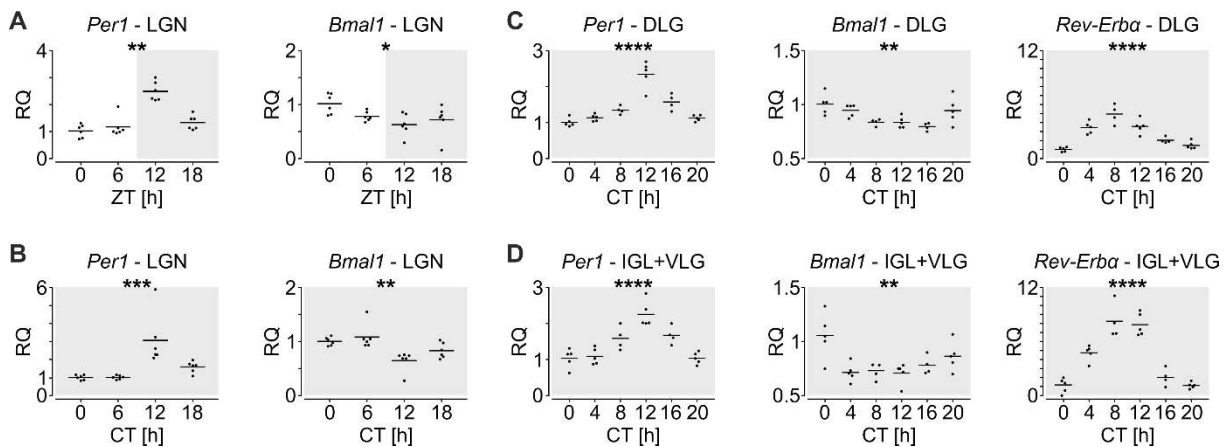 A
Per1 - LGN
**
RQ
4
1
0
0 6 12 18
ZT [h]
Bmal1 - LGN
*
RQ
2
1
0
0 6 12 18
ZT [h]
C
Per1 - DLG
****
RQ
3
2
1
0
0 4 8 12 16 20
CT [h]
Bmal1 - DLG
**
RQ
1.5
1
0.5
0 4 8 12 16 20
CT [h]
Rev-Erbα - DLG
****
RQ
12
2
0
0 4 8 12 16 20
CT [h]
B
Per1 - LGN
***
RQ
6
1
0
0 6 12 18
CT [h]
Bmal1 - LGN
**
RQ
2
1
0
0 6 12 18
CT [h]
D
Per1 - IGL+VLG
****
RQ
3
1
0
0 4 8 12 16 20
CT [h]
Bmal1 - IGL+VLG
**
RQ
1.5
1
0.5
0 4 8 12 16 20
CT [h]
Rev-Erbα - IGL+VLG
****
RQ
12
2
0
0 4 8 12 16 20
CT [h]